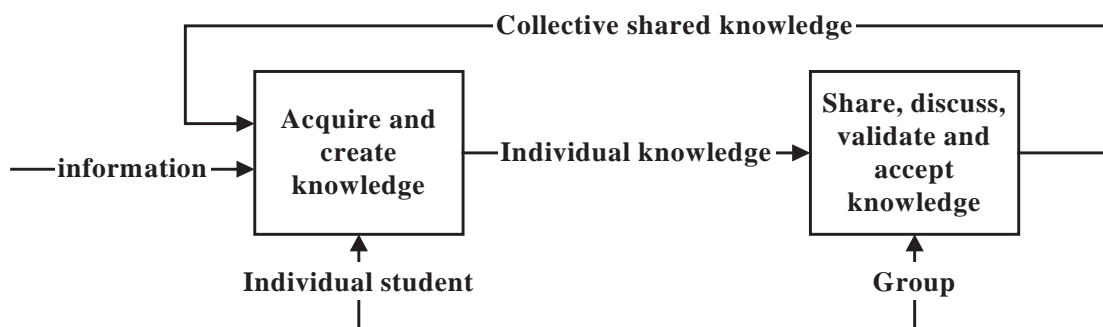 Collective shared knowledge
Acquire and
create
knowledge
Share, discuss,
validate and
accept
knowledge
information
Individual knowledge
Individual student
Group